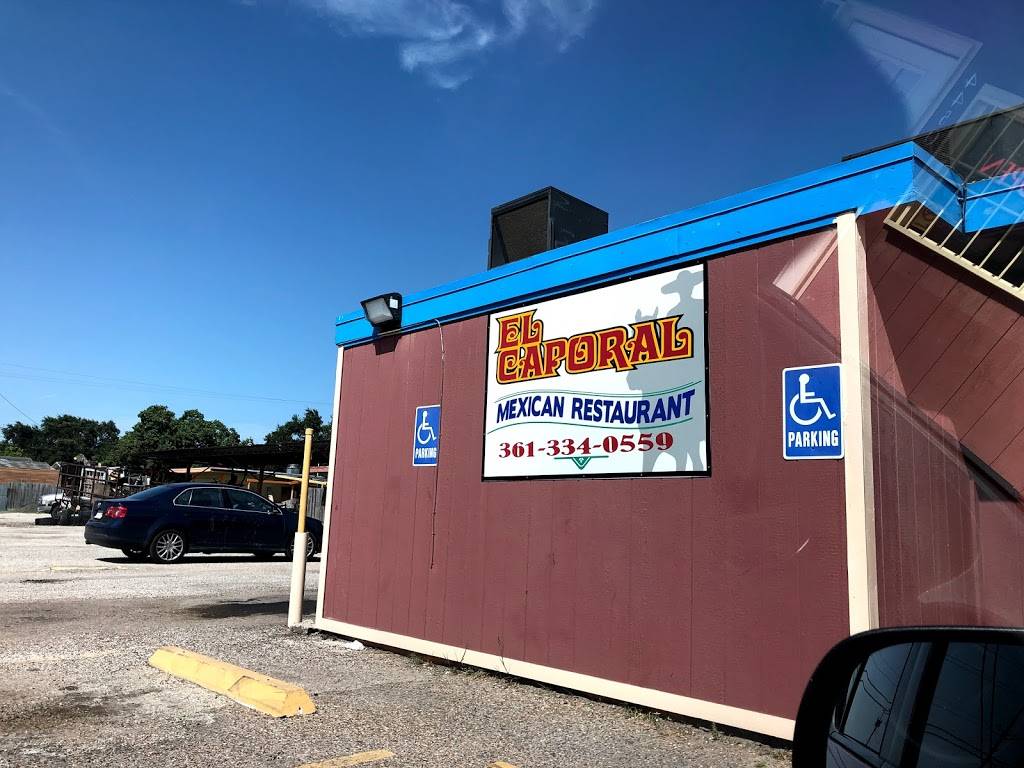 EL
CAPORAL
MEXICAN RESTAURANT
361-334-0559
PARKING
PARKING